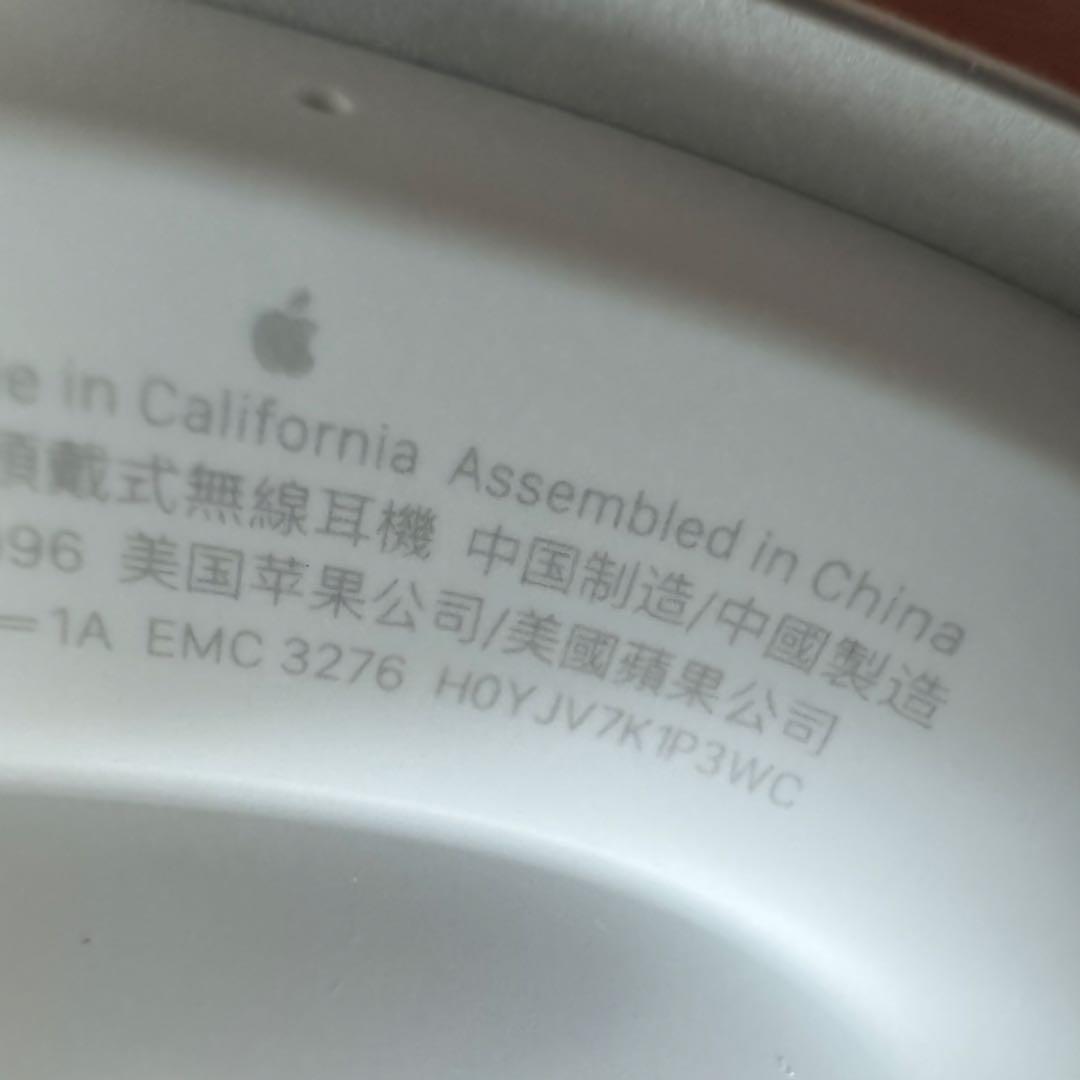 in California Assembled in China
頭戴式無線耳機 中国制造/中國製造
96 美国苹果公司/美國蘋果公司
=1A EMC 3276 H0YJV7K1P3WC